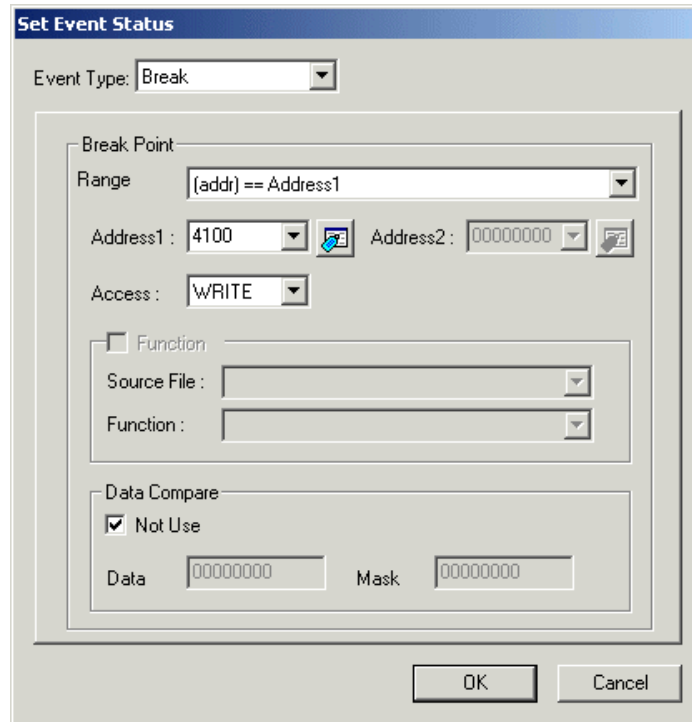 Set Event Status
Event Type: Break
Break Point
Range (addr) == Address1
Address1 : 4100 Address2 : 00000000
Access : WRITE
Function
Source File :
Function :
Data Compare
Not Use
Data 00000000 Mask 00000000
OK Cancel